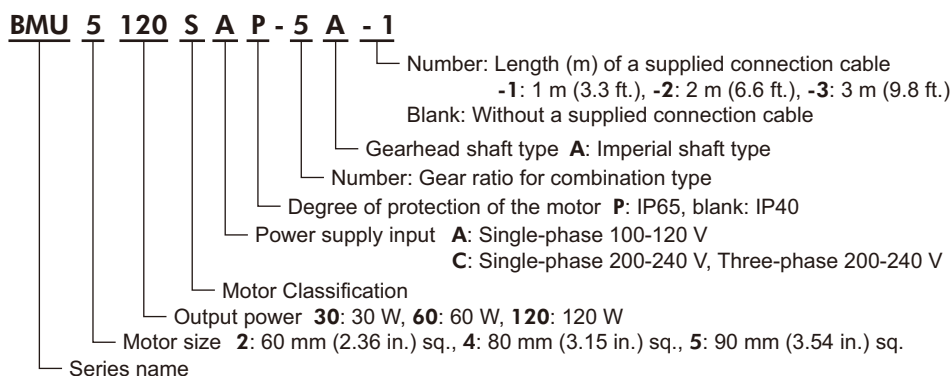 BMU 5 120 S A P - 5 A - 1
Number: Length (m) of a supplied connection cable
-1: 1 m (3.3 ft.), -2: 2 m (6.6 ft.), -3: 3 m (9.8 ft.)
Blank: Without a supplied connection cable
Gearhead shaft type A: Imperial shaft type
Number: Gear ratio for combination type
Degree of protection of the motor P: IP65, blank: IP40
Power supply input A: Single-phase 100-120 V
C: Single-phase 200-240 V, Three-phase 200-240 V
Motor Classification
Output power 30: 30 W, 60: 60 W, 120: 120 W
Motor size 2: 60 mm (2.36 in.) sq., 4: 80 mm (3.15 in.) sq., 5: 90 mm (3.54 in.) sq.
Series name